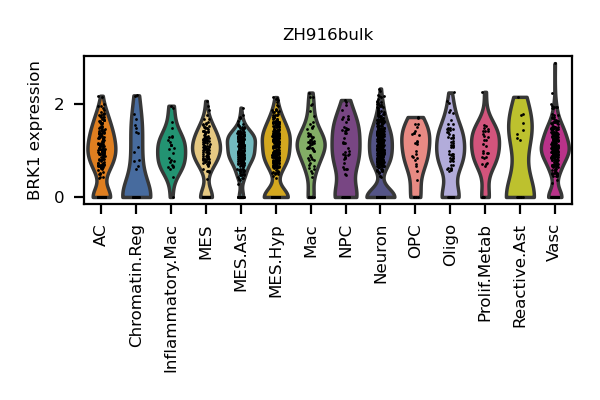 ZH916bulk
BRK1 expression
2
0
AC
Chromatin.Reg
Inflammatory.Mac
MES
MES.Ast
MES.Hyp
Mac
NPC
Neuron
OPC
Oligo
Prolif.Metab
Reactive.Ast
Vasc